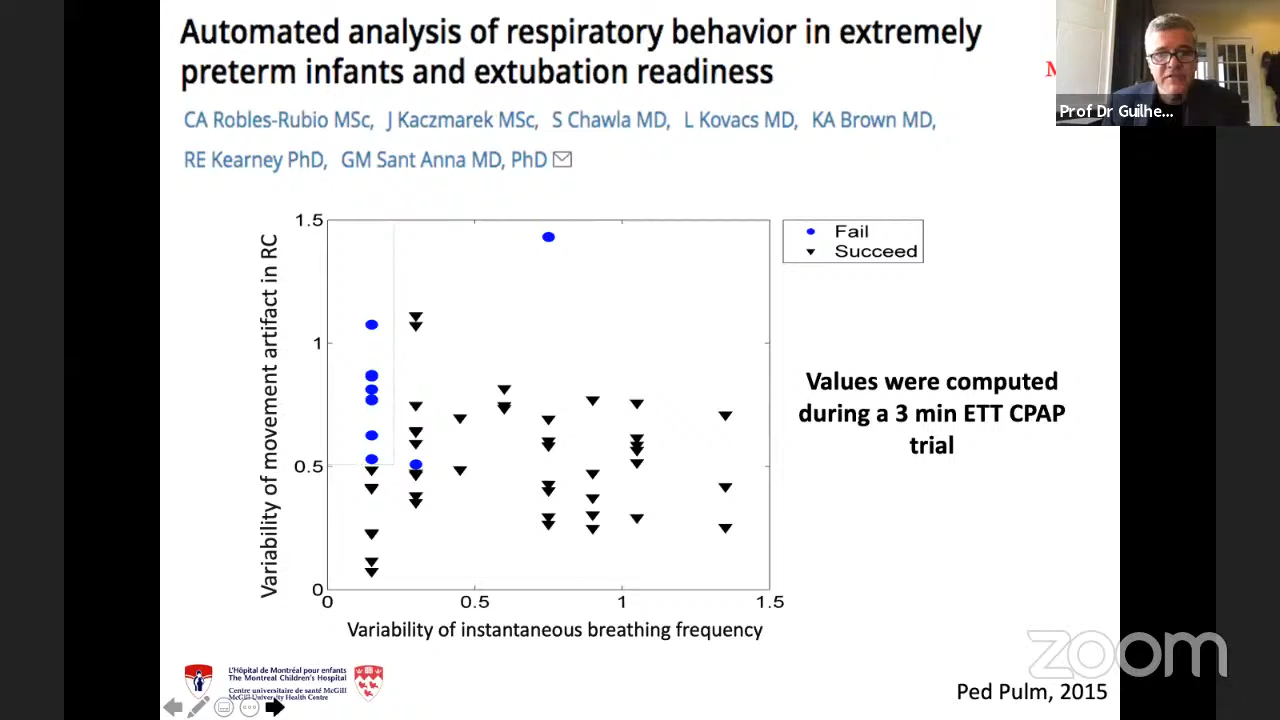 Automated analysis of respiratory behavior in extremely
preterm infants and extubation readiness
M
Prof Dr Guilhe...
CA Robles-Rubio MSc, J Kaczmarek MSc, S Chawla MD, L Kovacs MD, KA Brown MD,
RE Kearney PhD, GM Sant Anna MD, PhD
Variability of movement artifact in RC
1.5
1
0.5
0
0
0.5
1
1.5
Variability of instantaneous breathing frequency
Fail
Succeed
Values were computed
during a 3 min ETT CPAP
trial
L'Hôpital de Montréal pour enfants
The Montreal Children's Hospital
Centre universitaire de santé McGill
McGill University Health Centre
zoom
Ped Pulm, 2015